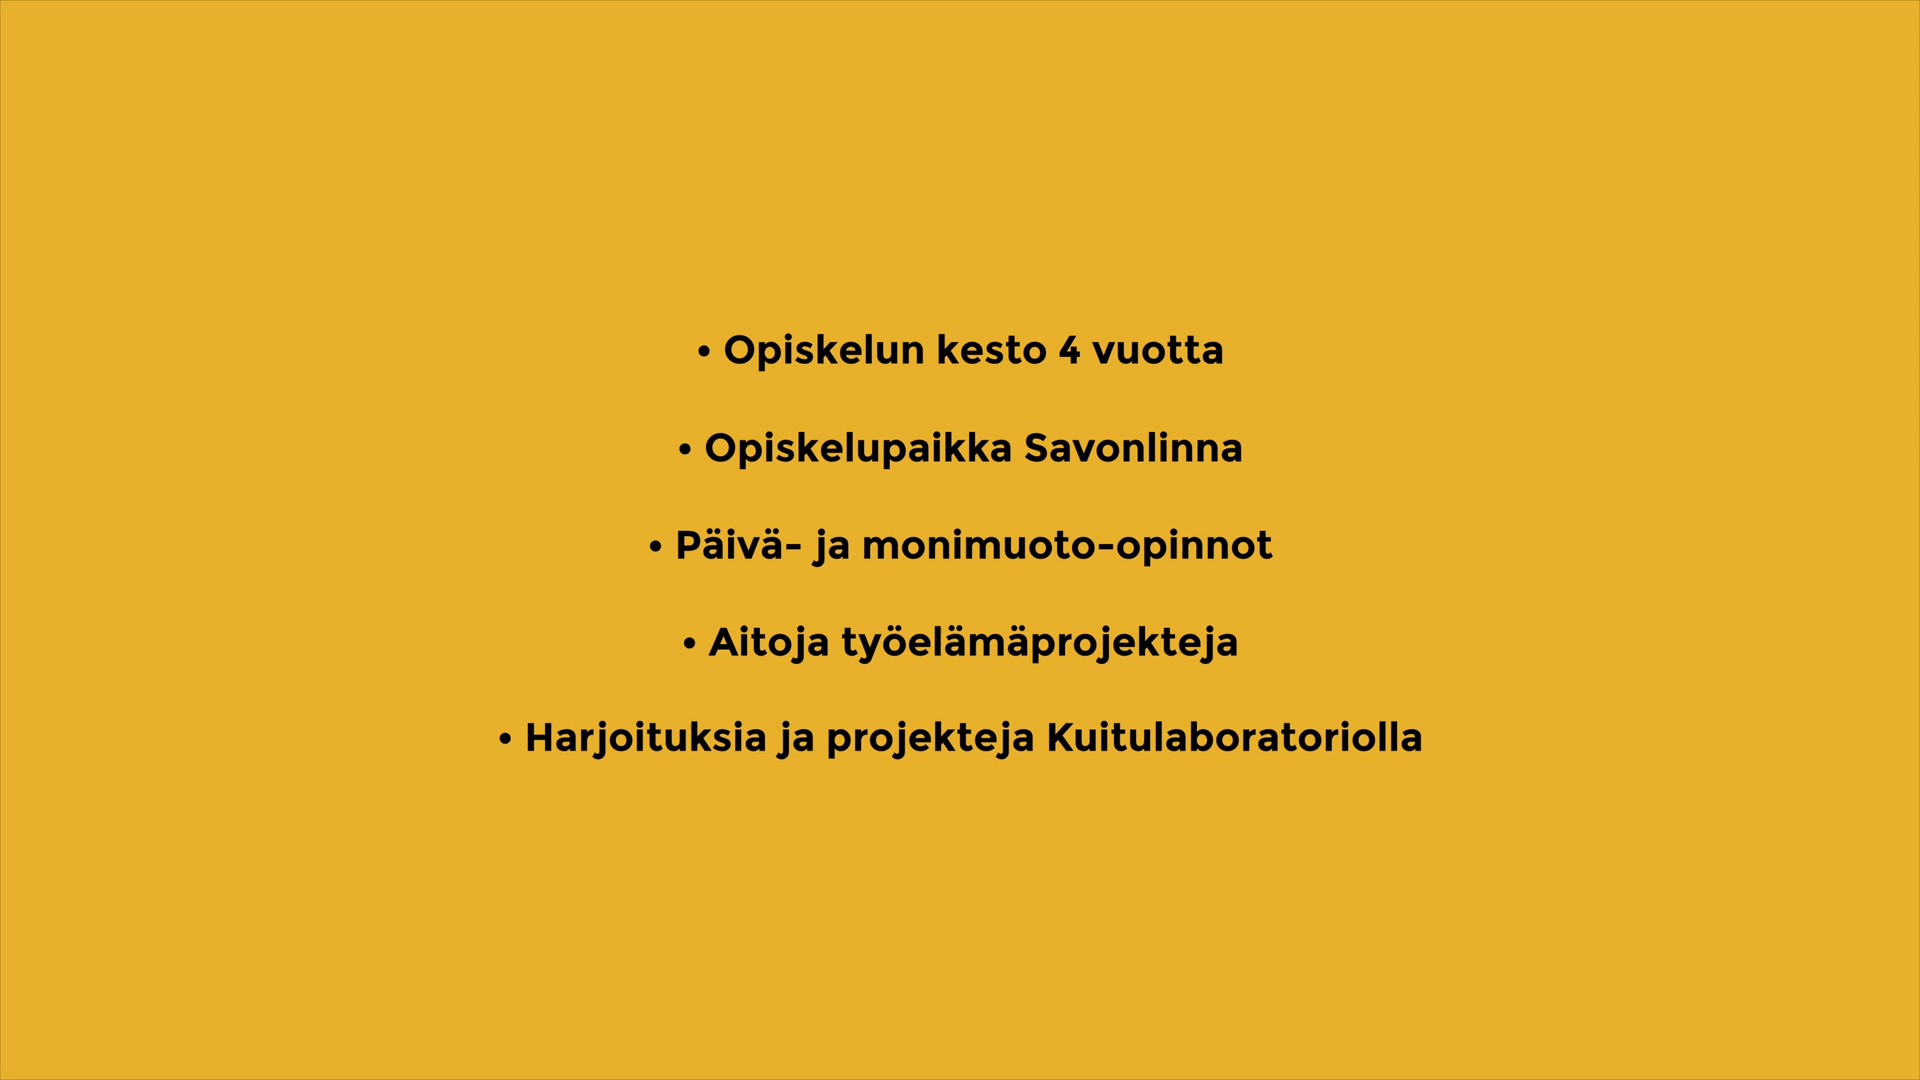 • Opiskelun kesto 4 vuotta
• Opiskelupaikka Savonlinna
• Päivä- ja monimuoto-opinnot
• Aitoja työelämäprojekteja
• Harjoituksia ja projekteja Kuitulaboratoriolla